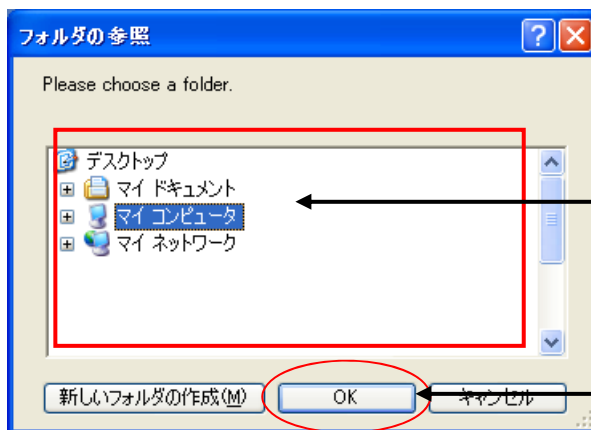 フォルダの参照
Please choose a folder.
デスクトップ
マイ ドキュメント
マイ コンピュータ
マイ ネットワーク
新しいフォルダの作成(M) OK キャンセル